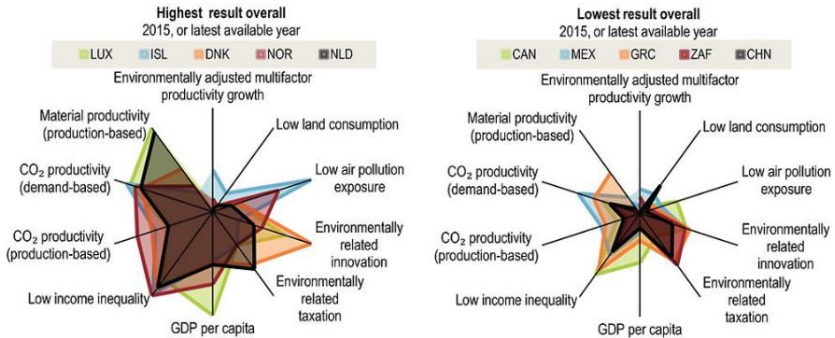 Highest result overall
2015, or latest available year
LUX ISL DNK NOR NLD
Environmentally adjusted multifactor
productivity growth
Material productivity
(production-based)
Low land consumption
CO₂ productivity
(demand-based)
Low air pollution
exposure
CO₂ productivity
(production-based)
Environmentally
related
innovation
Low income inequality
Environmentally
related
taxation
GDP per capita
Lowest result overall
2015, or latest available year
CAN MEX GRC ZAF CHN
Environmentally adjusted multifactor
productivity growth
Material productivity
(production-based)
Low land consumption
CO₂ productivity
(demand-based)
Low air pollution
exposure
CO₂ productivity
(production-based)
Environmentally
related
innovation
Low income inequality
Environmentally
related
taxation
GDP per capita